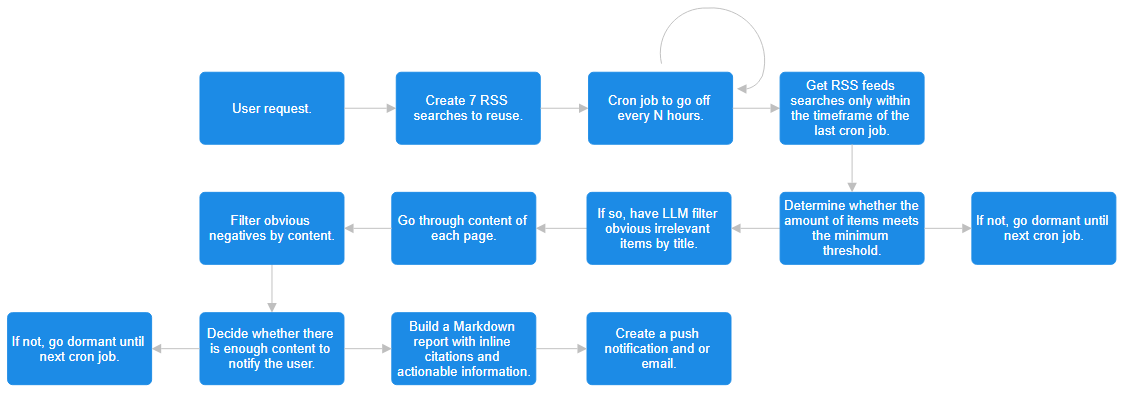 User request.
Create 7 RSS
searches to reuse.
Cron job to go off
every N hours.
Get RSS feeds
searches only within
the timeframe of the
last cron job.
Filter obvious
negatives by content.
Go through content of
each page.
If so, have LLM filter
obvious irrelevant
items by title.
Determine whether the
amount of items meets
the minimum
threshold.
If not, go dormant until
next cron job.
If not, go dormant until
next cron job.
Decide whether there
is enough content to
notify the user.
Build a Markdown
report with inline
citations and
actionable information.
Create a push
notification and or
email.